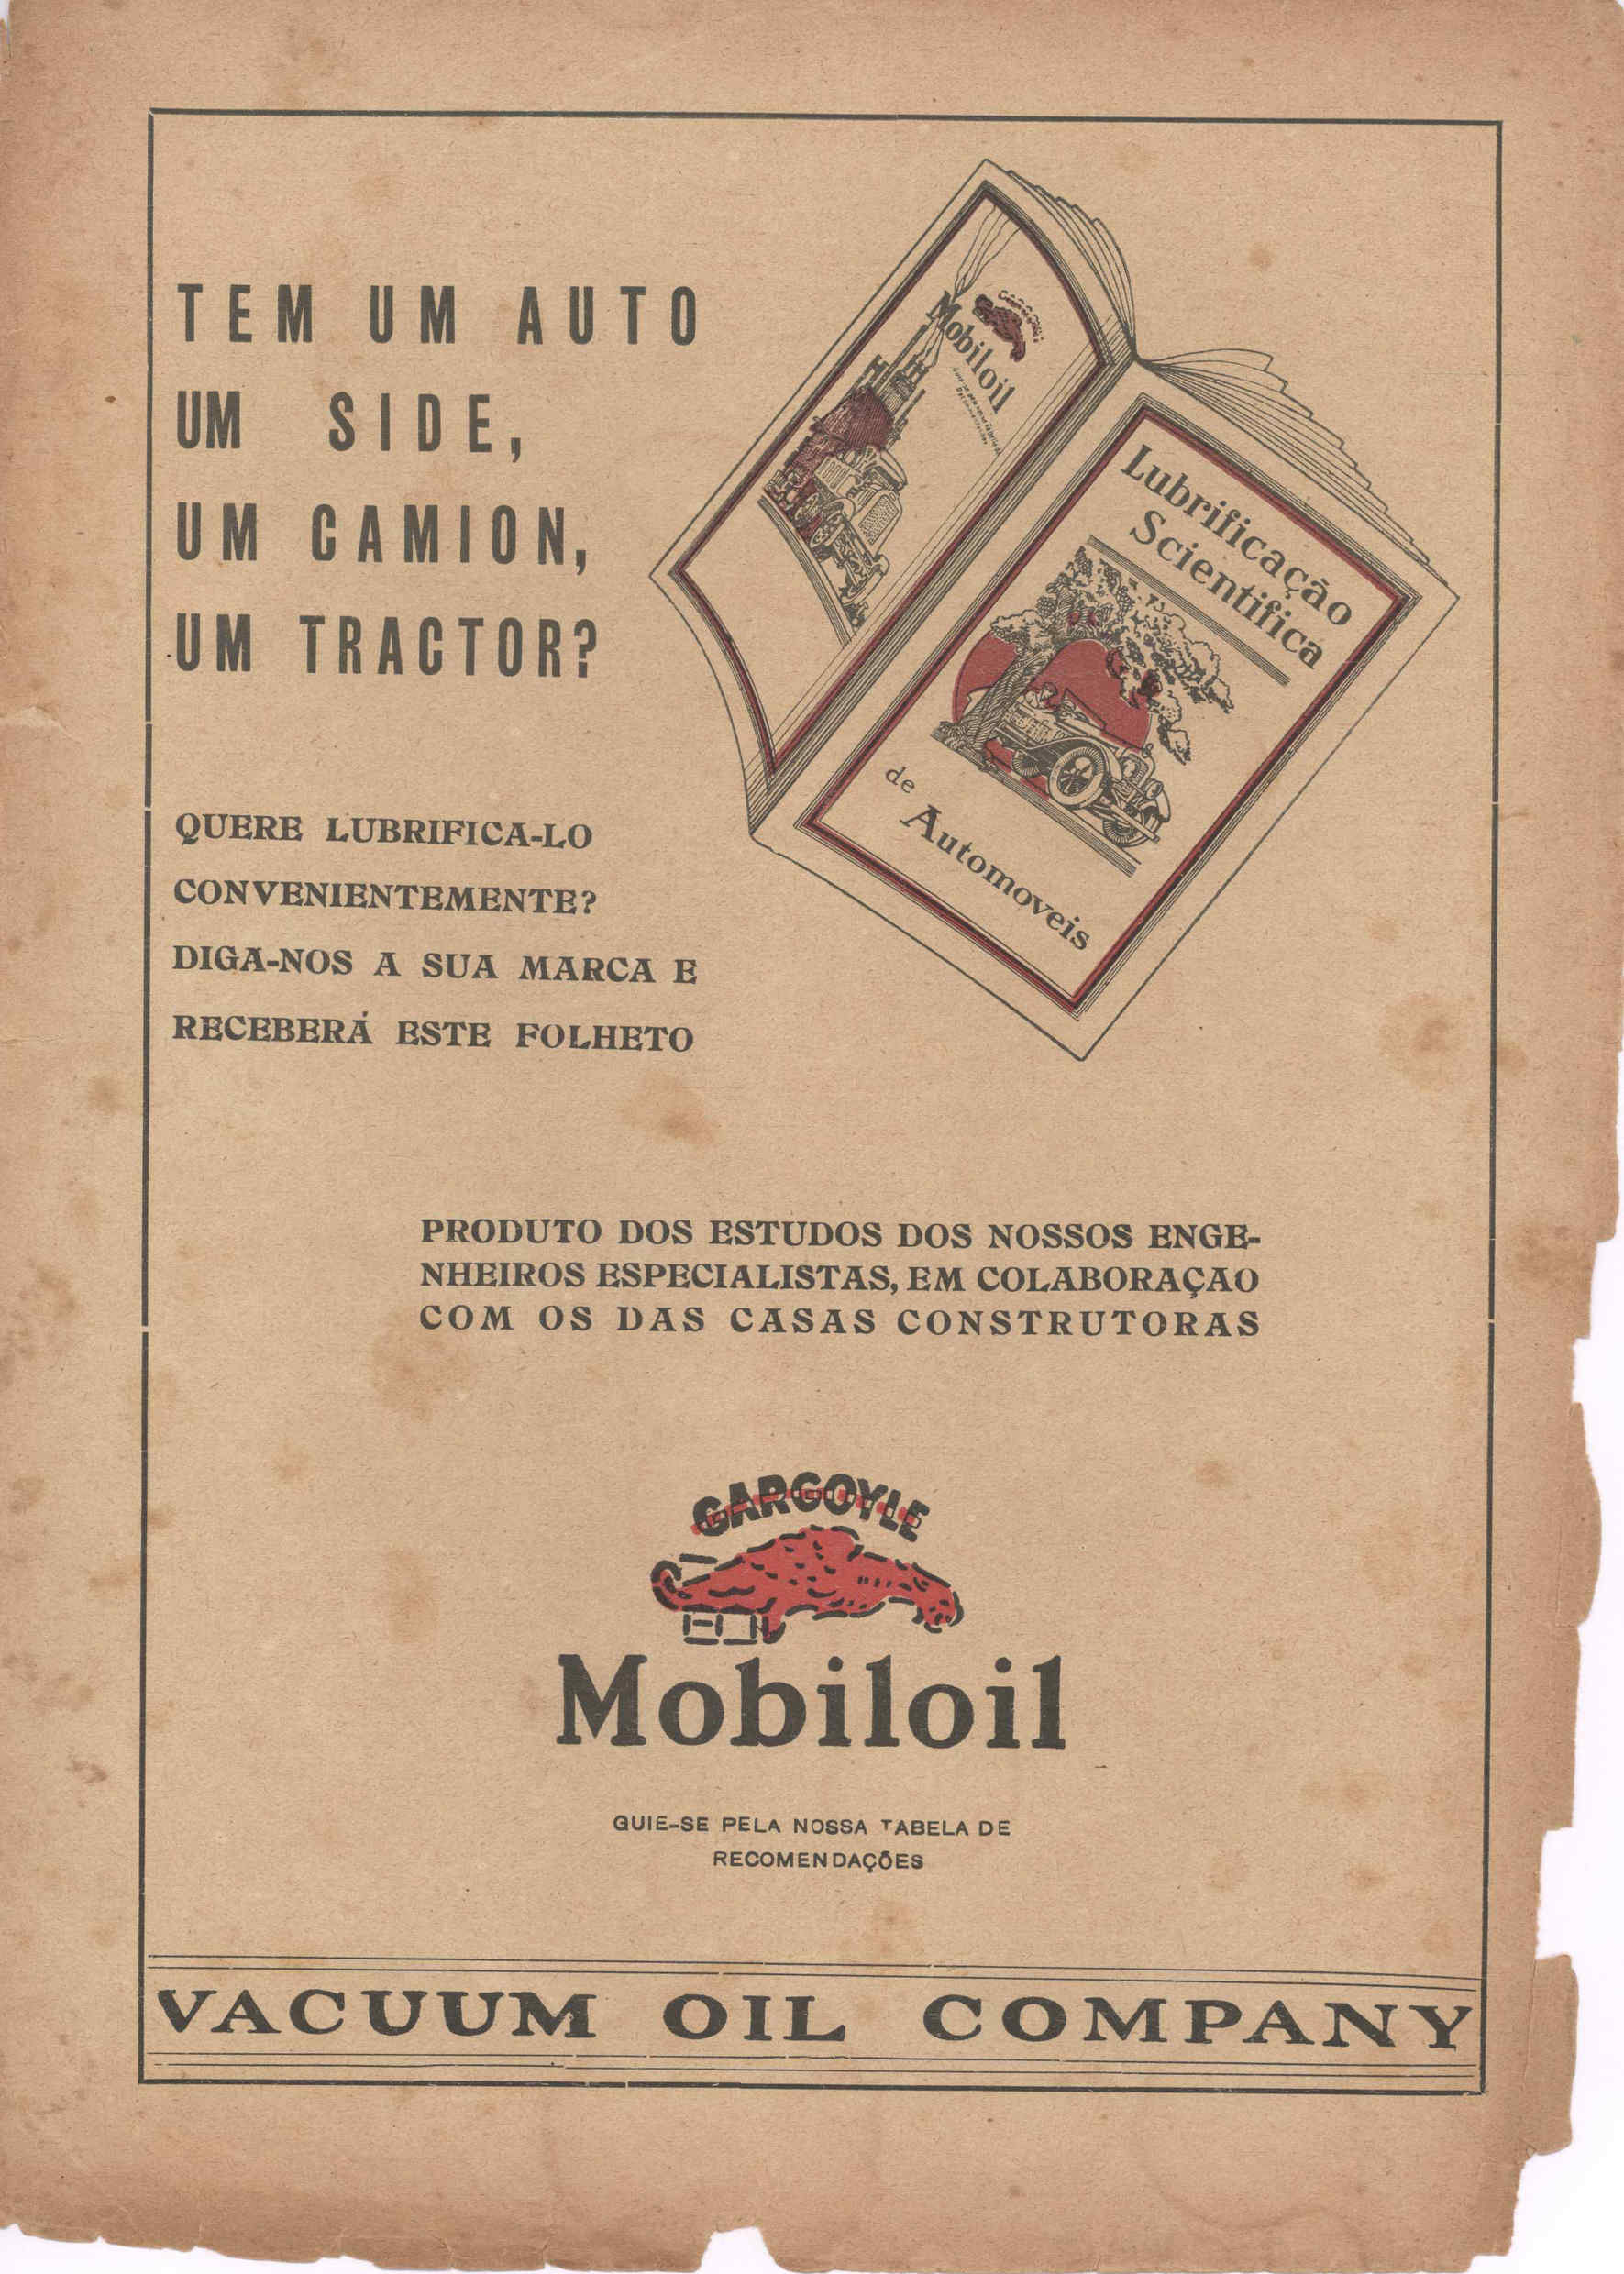 TEM UM AUTO
UM SIDE,
UM CAMION,
UM TRACTOR?
Mobiloil
Lubrificação
Scientifica
de Automoveis
QUERE LUBRIFICA-LO
CONVENIENTEMENTE?
DIGA-NOS A SUA MARCA E
RECEBERÁ ESTE FOLHETO
PRODUTO DOS ESTUDOS DOS NOSSOS ENGE-
NHEIROS ESPECIALISTAS, EM COLABORAÇAO
COM OS DAS CASAS CONSTRUTORAS
GARGOYLE
Mobiloil
GUIE-SE PELA NOSSA TABELA DE
RECOMENDAÇÕES
VACUUM OIL COMPANY